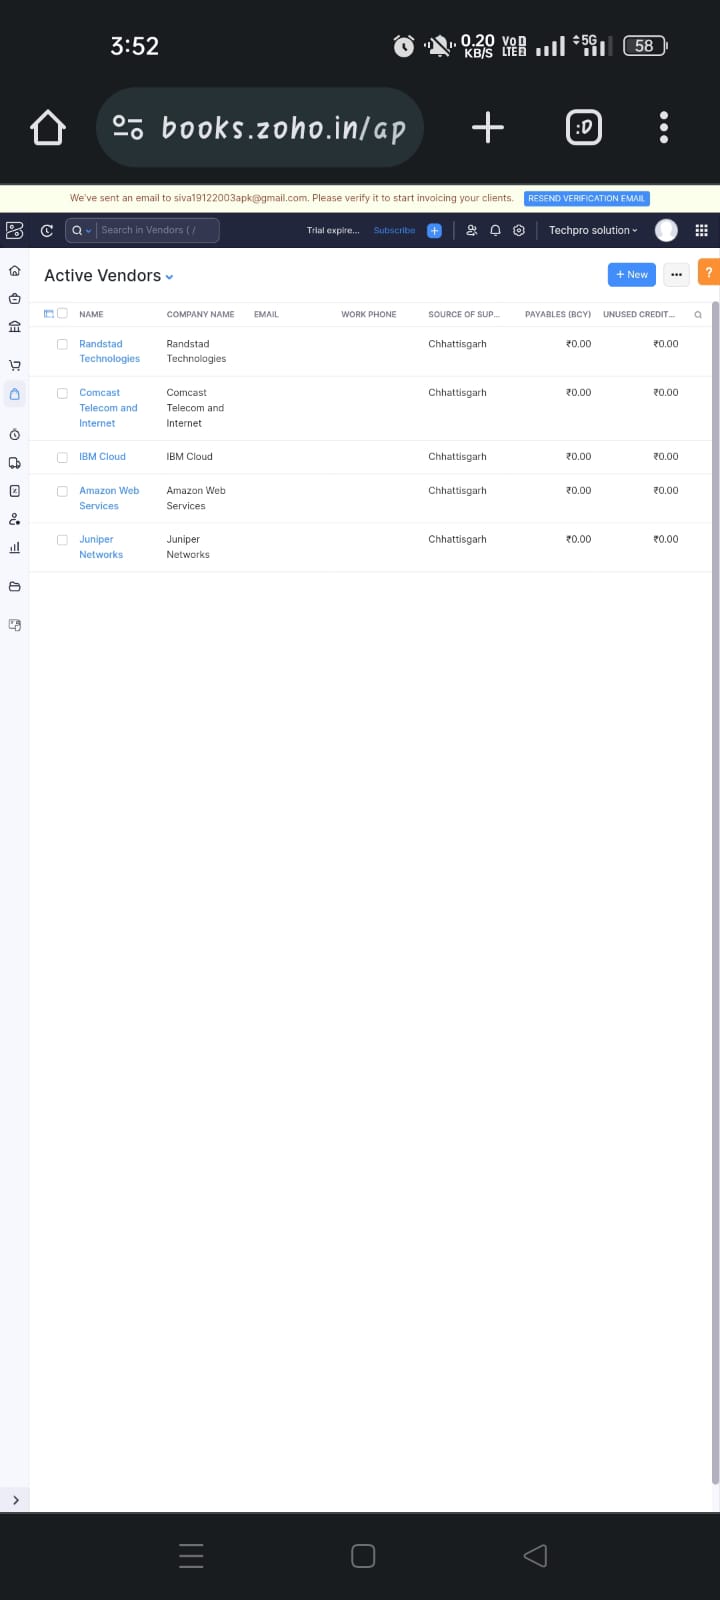 3:52
0.20 KB/S
Vo D LTE 2
5G
58
:D
books.zoho.in/ap
We've sent an email to siva19122003apk@gmail.com. Please verify it to start invoicing your clients. RESEND VERIFICATION EMAIL
Search in Vendors ( /
Trial expire... Subscribe
Techpro solution
Active Vendors
+ New
?
NAME COMPANY NAME EMAIL WORK PHONE SOURCE OF SUP... PAYABLES (BCY) UNUSED CREDIT...
Randstad Randstad Chhattisgarh ₹0.00 ₹0.00
Technologies Technologies
Comcast Comcast Chhattisgarh ₹0.00 ₹0.00
Telecom and Telecom and
Internet Internet
IBM Cloud IBM Cloud Chhattisgarh ₹0.00 ₹0.00
Amazon Web Amazon Web Chhattisgarh ₹0.00 ₹0.00
Services Services
Juniper Juniper Chhattisgarh ₹0.00 ₹0.00
Networks Networks